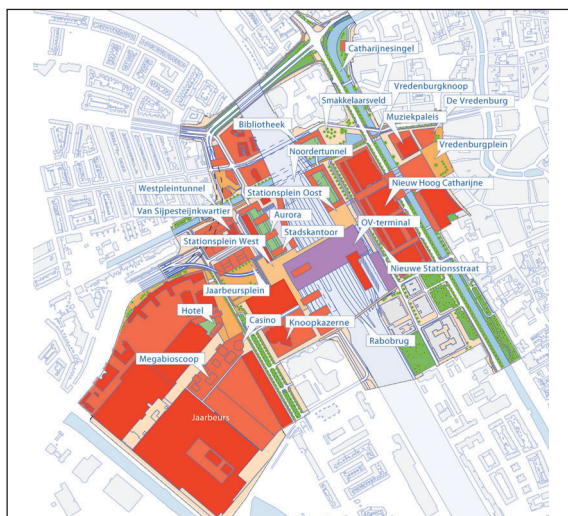 Catharijnesingel
Vredenburgknoop
Smakkelaarsveld
De Vredenburg
Muziekpaleis
Bibliotheek
Vredenburgplein
Noordertunnel
Westpleintunnel
Stationsplein Oost
Nieuw Hoog Catharijne
Van Sijpesteijnkwartier
Aurora
OV-terminal
Stadskantoor
Stationsplein West
Nieuwe Stationsstraat
Jaarbeursplein
Hotel
Casino
Knoopkazerne
Rabobrug
Megabioscoop
Jaarbeurs